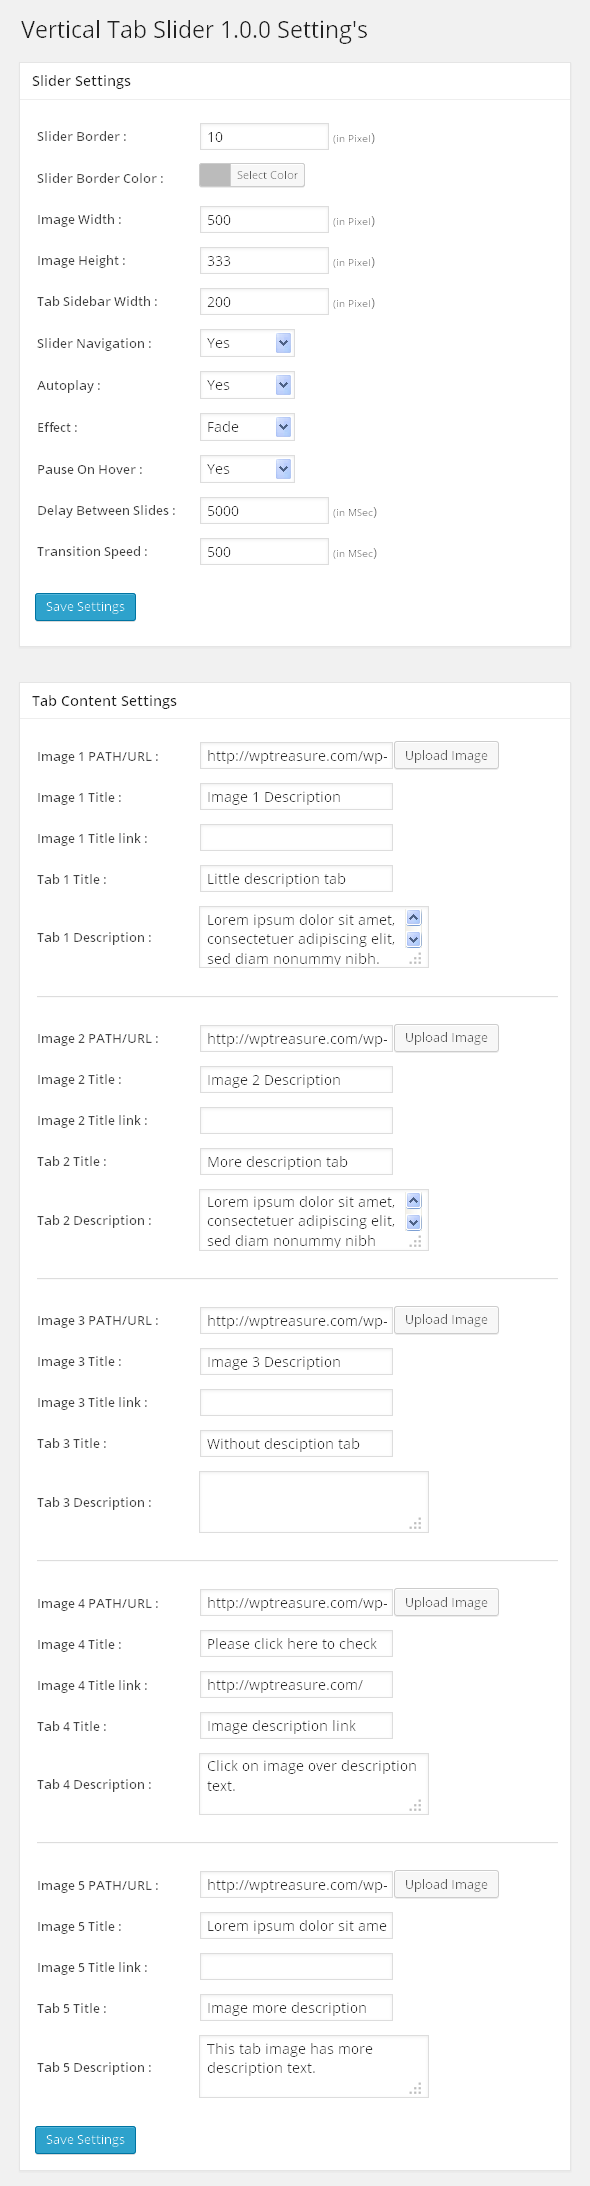 Vertical Tab Slider 1.0.0 Setting's
Slider Settings
Slider Border : 10 (in Pixel)
Slider Border Color : Select Color
Image Width : 500 (in Pixel)
Image Height : 333 (in Pixel)
Tab Sidebar Width : 200 (in Pixel)
Slider Navigation : Yes
Autoplay : Yes
Effect : Fade
Pause On Hover : Yes
Delay Between Slides : 5000 (in MSec)
Transition Speed : 500 (in MSec)
Save Settings
Tab Content Settings
Image 1 PATH/URL : http://wptreasure.com/wp- Upload Image
Image 1 Title : Image 1 Description
Image 1 Title link :
Tab 1 Title : Little description tab
Tab 1 Description : Lorem ipsum dolor sit amet,
consectetuer adipiscing elit,
sed diam nonummy nibh.
Image 2 PATH/URL : http://wptreasure.com/wp- Upload Image
Image 2 Title : Image 2 Description
Image 2 Title link :
Tab 2 Title : More description tab
Tab 2 Description : Lorem ipsum dolor sit amet,
consectetuer adipiscing elit,
sed diam nonummy nibh
Image 3 PATH/URL : http://wptreasure.com/wp- Upload Image
Image 3 Title : Image 3 Description
Image 3 Title link :
Tab 3 Title : Without desciption tab
Tab 3 Description :
Image 4 PATH/URL : http://wptreasure.com/wp- Upload Image
Image 4 Title : Please click here to check
Image 4 Title link : http://wptreasure.com/
Tab 4 Title : Image description link
Tab 4 Description : Click on image over description
text.
Image 5 PATH/URL : http://wptreasure.com/wp- Upload Image
Image 5 Title : Lorem ipsum dolor sit ame
Image 5 Title link :
Tab 5 Title : Image more description
Tab 5 Description : This tab image has more
description text.
Save Settings